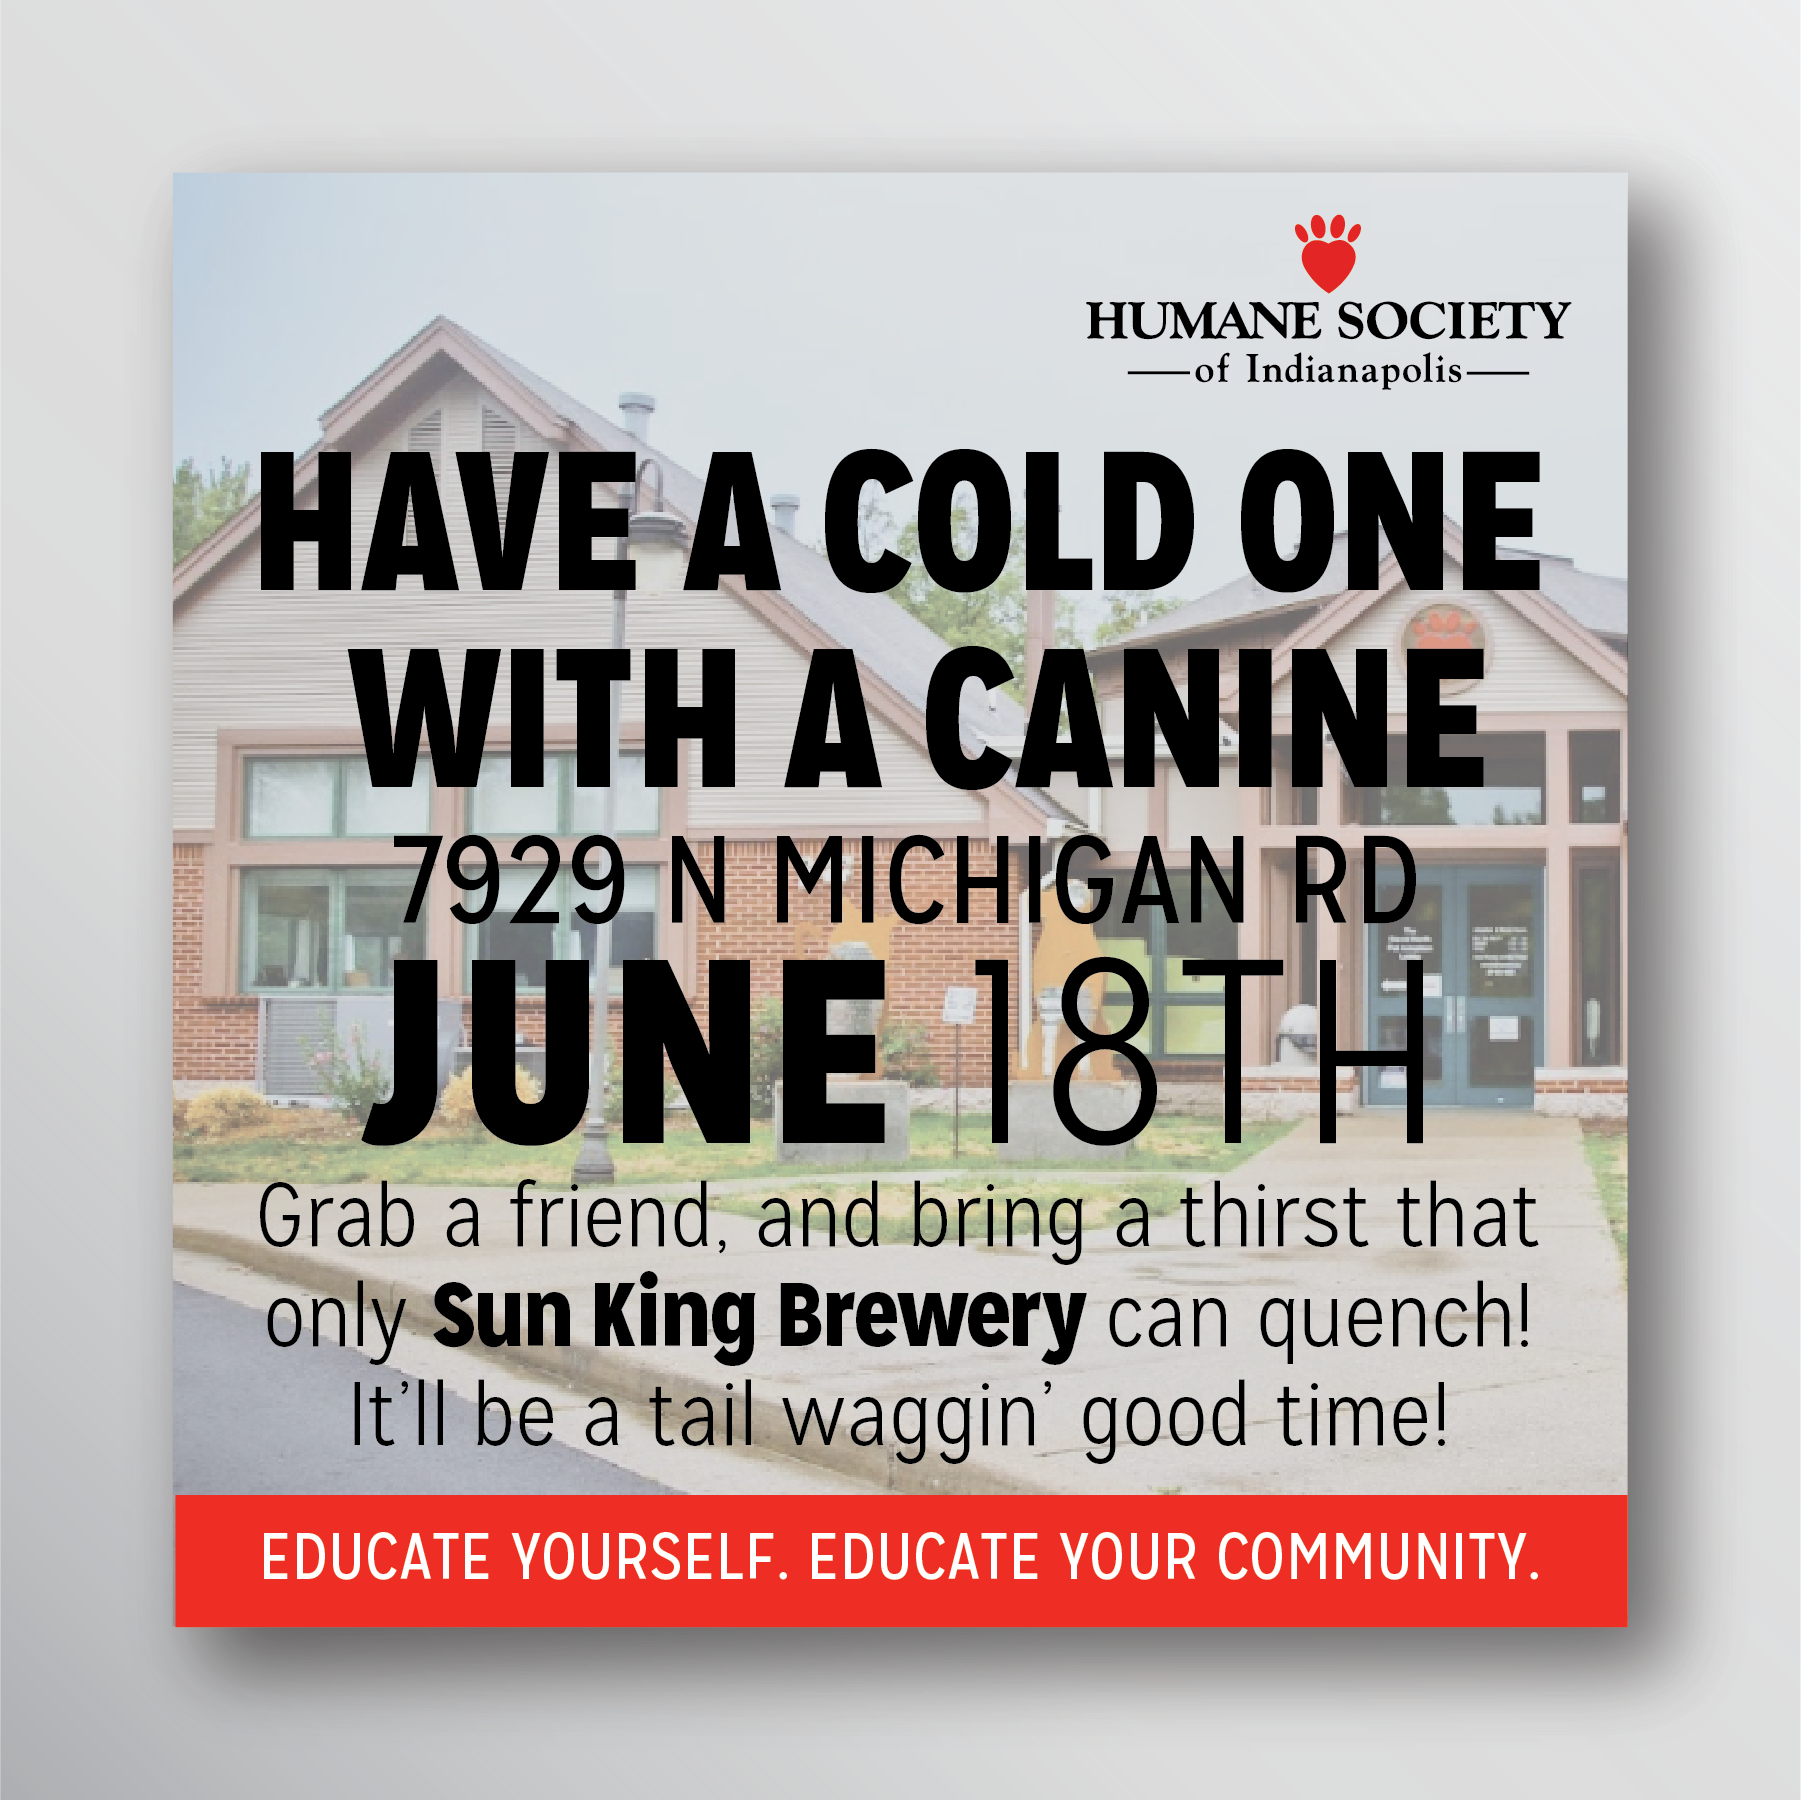 HUMANE SOCIETY
of Indianapolis
HAVE A COLD ONE
WITH A CANINE
7929 N MICHIGAN RD
JUNE 18TH
Grab a friend, and bring a thirst that
only Sun King Brewery can quench!
It'll be a tail waggin' good time!
EDUCATE YOURSELF. EDUCATE YOUR COMMUNITY.